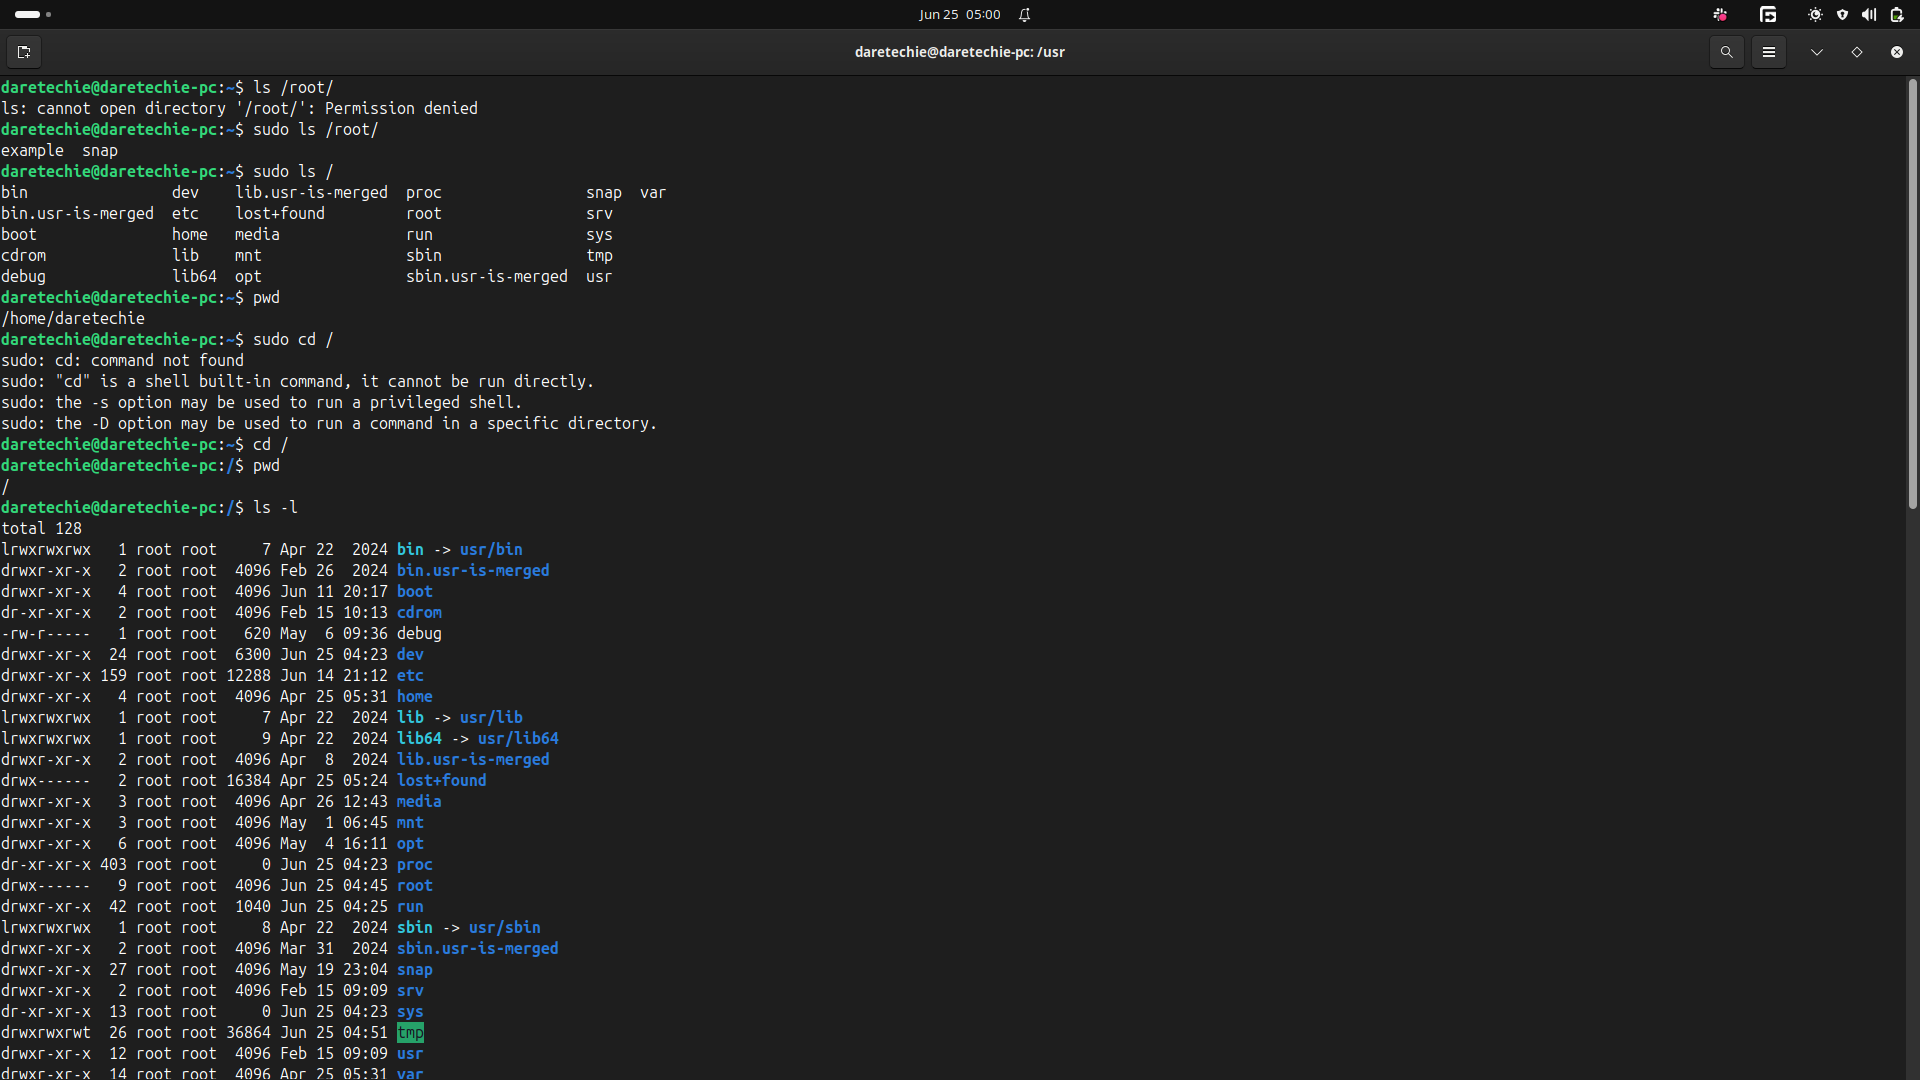 Jun 25 05:00
daretechie@daretechie-pc: /usr
daretechie@daretechie-pc:~$ ls /root/
ls: cannot open directory '/root/': Permission denied
daretechie@daretechie-pc:~$ sudo ls /root/
example  snap
daretechie@daretechie-pc:~$ sudo ls /
bin                dev    lib.usr-is-merged  proc                snap  var
bin.usr-is-merged  etc    lost+found         root                srv
boot               home   media              run                 sys
cdrom              lib    mnt                sbin                tmp
debug              lib64  opt                sbin.usr-is-merged  usr
daretechie@daretechie-pc:~$ pwd
/home/daretechie
daretechie@daretechie-pc:~$ sudo cd /
sudo: cd: command not found
sudo: "cd" is a shell built-in command, it cannot be run directly.
sudo: the -s option may be used to run a privileged shell.
sudo: the -D option may be used to run a command in a specific directory.
daretechie@daretechie-pc:~$ cd /
daretechie@daretechie-pc:/$ pwd
/
daretechie@daretechie-pc:/$ ls -l
total 128
lrwxrwxrwx   1 root root     7 Apr 22  2024 bin -> usr/bin
drwxr-xr-x   2 root root  4096 Feb 26  2024 bin.usr-is-merged
drwxr-xr-x   4 root root  4096 Jun 11 20:17 boot
dr-xr-xr-x   2 root root  4096 Feb 15 10:13 cdrom
-rw-r-----   1 root root   620 May  6 09:36 debug
drwxr-xr-x  24 root root  6300 Jun 25 04:23 dev
drwxr-xr-x 159 root root 12288 Jun 14 21:12 etc
drwxr-xr-x   4 root root  4096 Apr 25 05:31 home
lrwxrwxrwx   1 root root     7 Apr 22  2024 lib -> usr/lib
lrwxrwxrwx   1 root root     9 Apr 22  2024 lib64 -> usr/lib64
drwxr-xr-x   2 root root  4096 Apr  8  2024 lib.usr-is-merged
drwx------   2 root root 16384 Apr 25 05:24 lost+found
drwxr-xr-x   3 root root  4096 Apr 26 12:43 media
drwxr-xr-x   3 root root  4096 May  1 06:45 mnt
drwxr-xr-x   6 root root  4096 May  4 16:11 opt
dr-xr-xr-x 403 root root     0 Jun 25 04:23 proc
drwx------   9 root root  4096 Jun 25 04:45 root
drwxr-xr-x  42 root root  1040 Jun 25 04:25 run
lrwxrwxrwx   1 root root     8 Apr 22  2024 sbin -> usr/sbin
drwxr-xr-x   2 root root  4096 Mar 31  2024 sbin.usr-is-merged
drwxr-xr-x  27 root root  4096 May 19 23:04 snap
drwxr-xr-x   2 root root  4096 Feb 15 09:09 srv
dr-xr-xr-x  13 root root     0 Jun 25 04:23 sys
drwxrwxrwt  26 root root 36864 Jun 25 04:51 tmp
drwxr-xr-x  12 root root  4096 Feb 15 09:09 usr
drwxr-xr-x  14 root root  4096 Apr 25 05:31 var